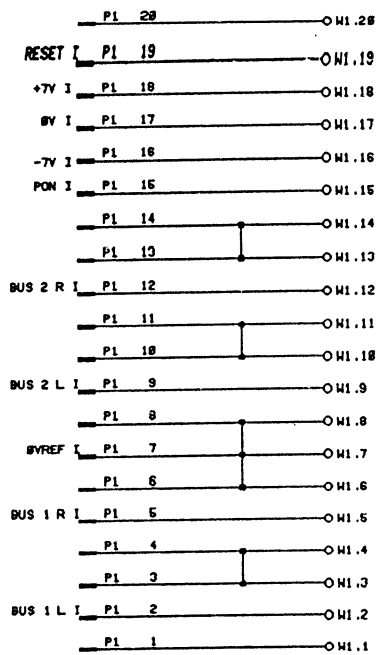 P1 20 W1.20
RESET I P1 19 W1.19
+7V I P1 18 W1.18
0V I P1 17 W1.17
-7V I P1 16 W1.16
PON I P1 15 W1.15
P1 14 W1.14
P1 13 W1.13
BUS 2 R I P1 12 W1.12
P1 11 W1.11
P1 10 W1.10
BUS 2 L I P1 9 W1.9
P1 8 W1.8
0VREF I P1 7 W1.7
P1 6 W1.6
BUS 1 R I P1 5 W1.5
P1 4 W1.4
P1 3 W1.3
BUS 1 L I P1 2 W1.2
P1 1 W1.1